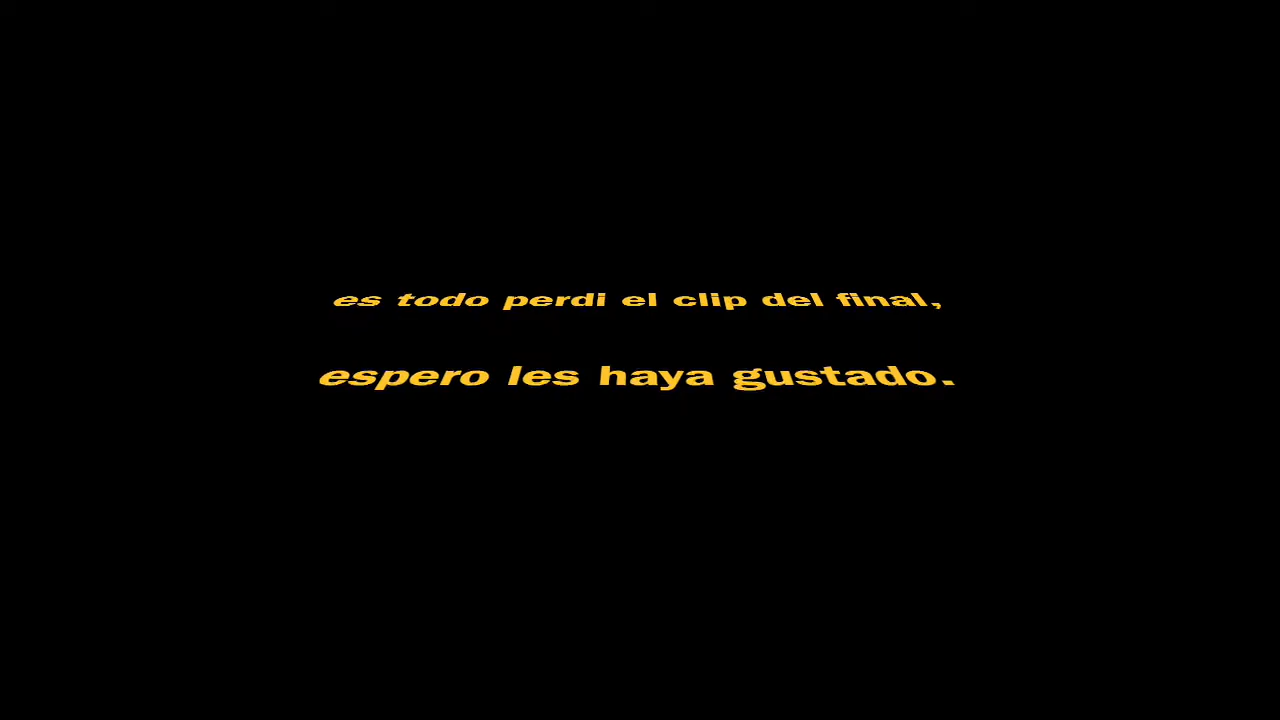 es todo perdi el clip del final,
espero les haya gustado.